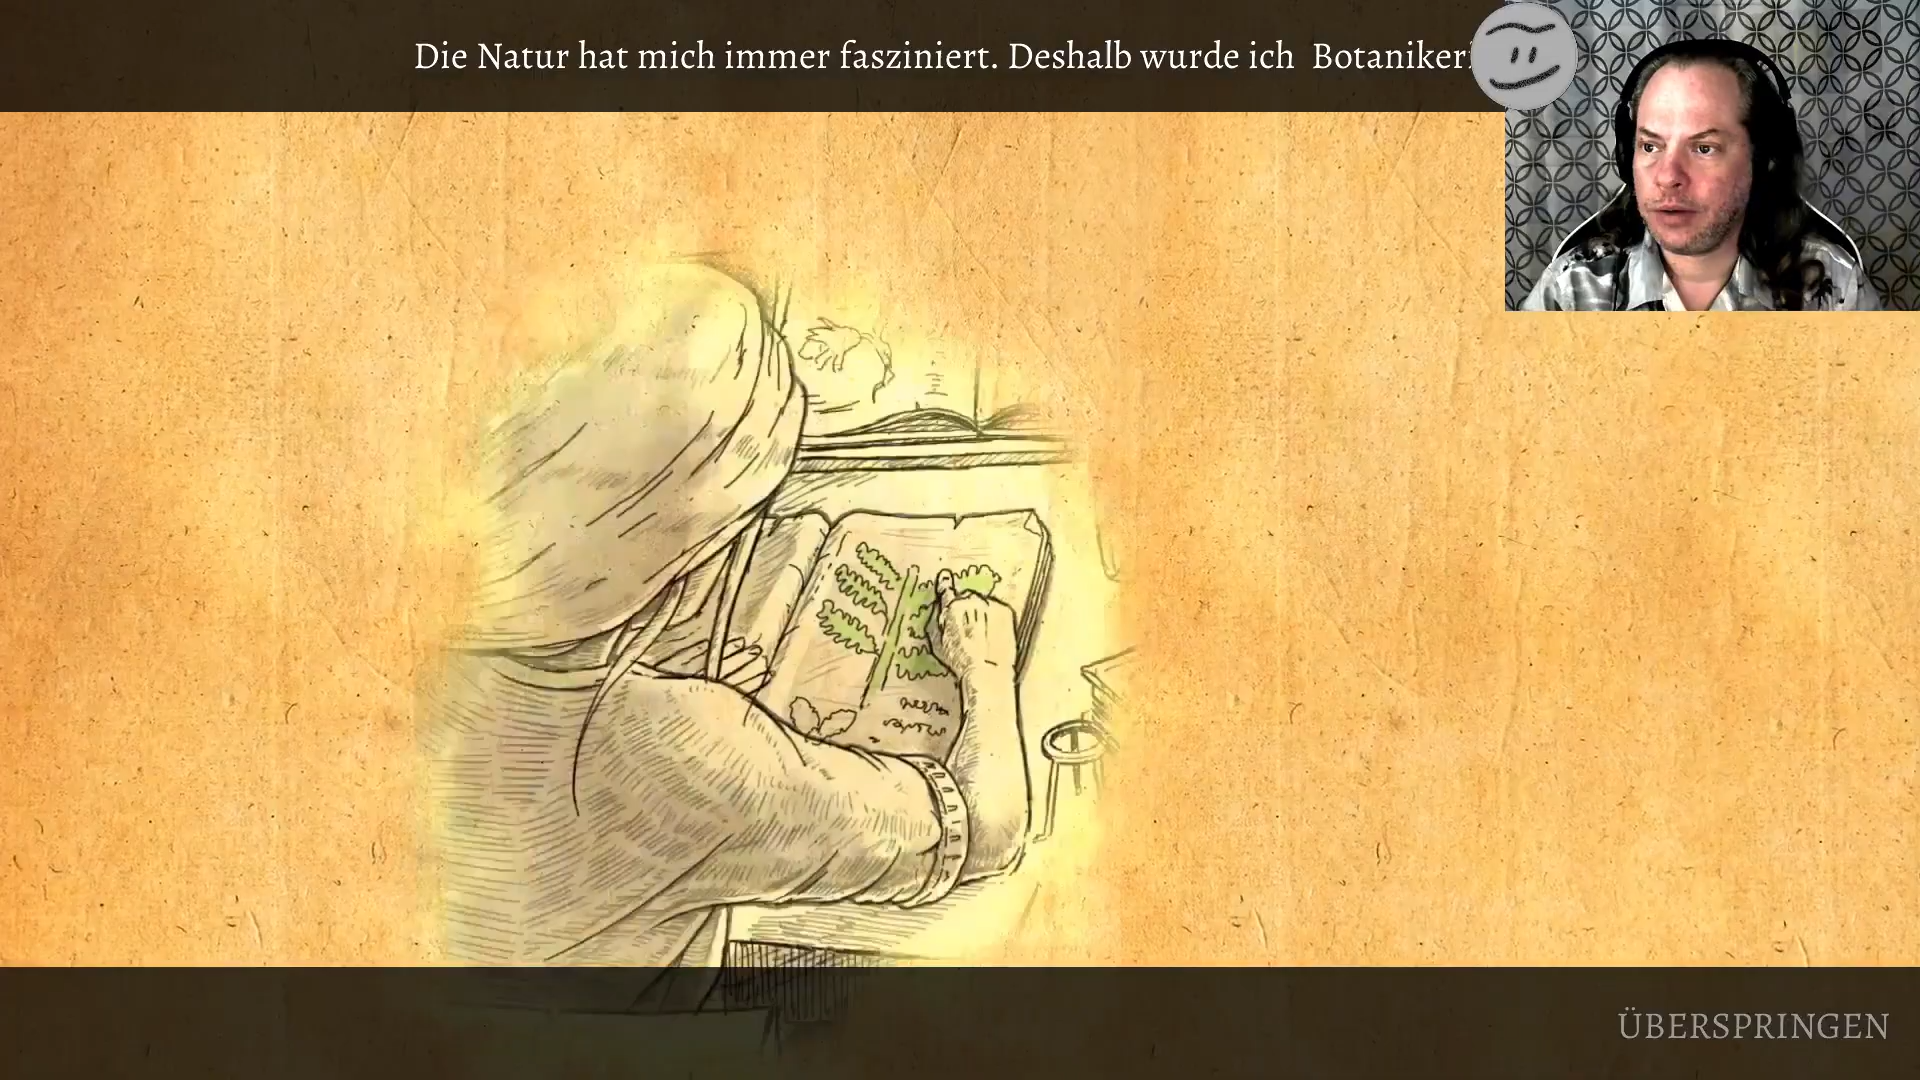 Die Natur hat mich immer fasziniert. Deshalb wurde ich Botaniker
ÜBERSPRINGEN